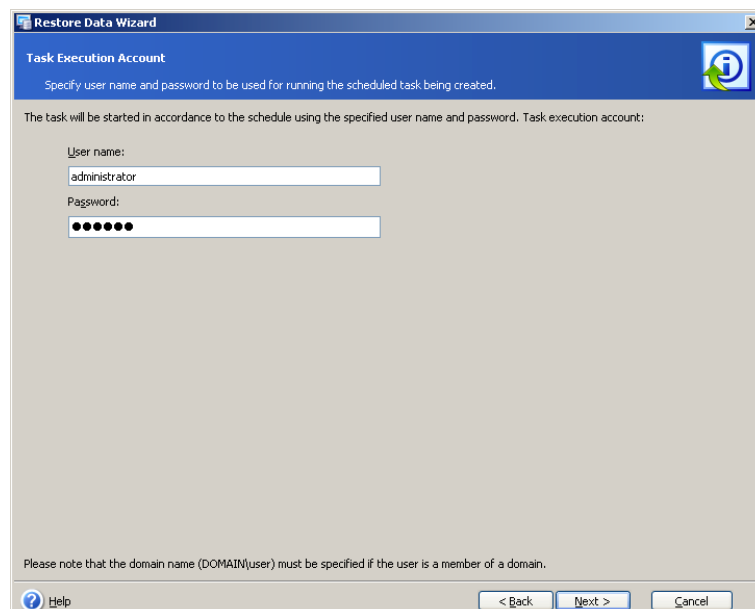 Restore Data Wizard
Task Execution Account
Specify user name and password to be used for running the scheduled task being created.
The task will be started in accordance to the schedule using the specified user name and password. Task execution account:
User name:
administrator
Password:
●●●●●●
Please note that the domain name (DOMAIN\user) must be specified if the user is a member of a domain.
Help
< Back
Next >
Cancel